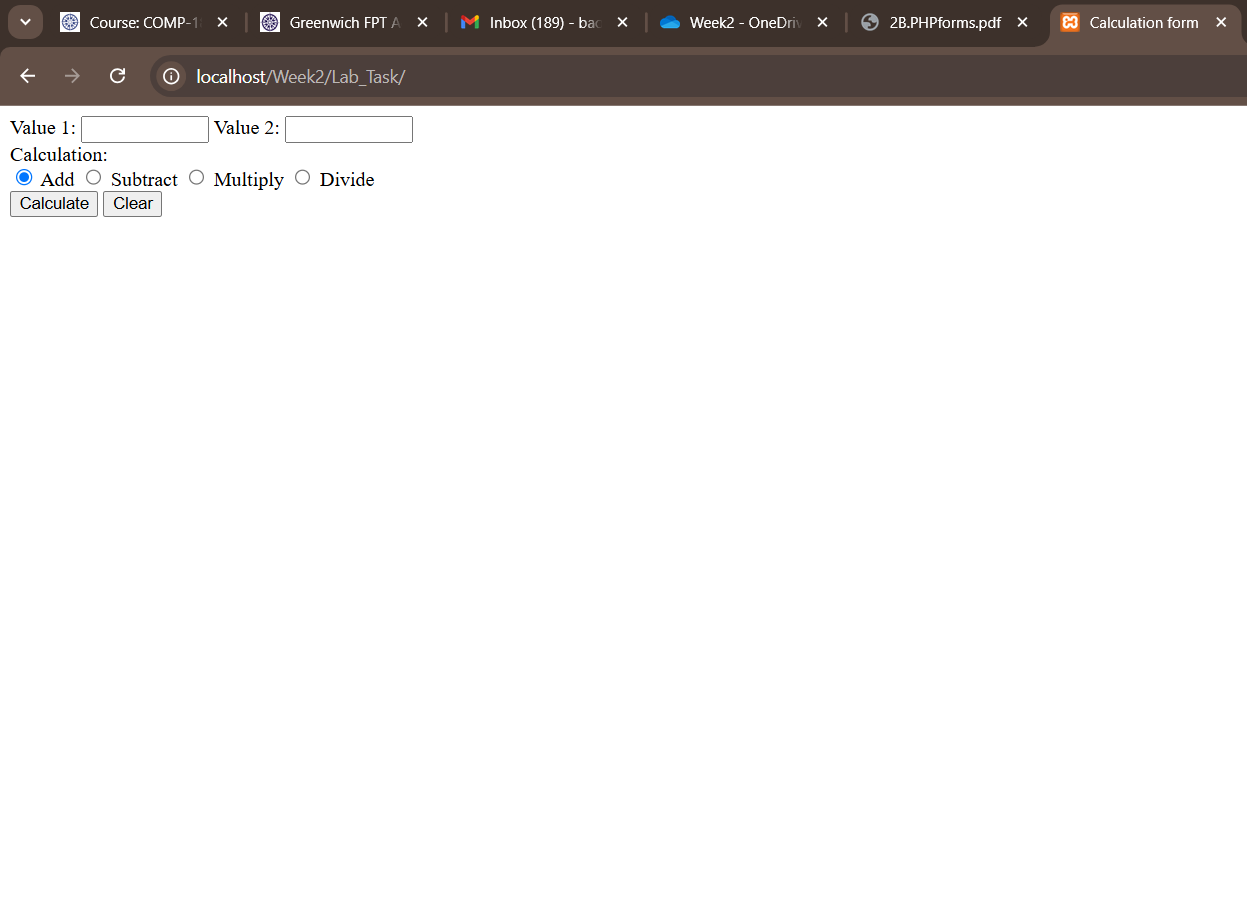 Course: COMP-1
Greenwich FPT A
Inbox (189) - bac
Week2 - OneDriv
2B.PHPforms.pdf
Calculation form
localhost/Week2/Lab_Task/
Value 1: Value 2:
Calculation:
Add Subtract Multiply Divide
Calculate Clear